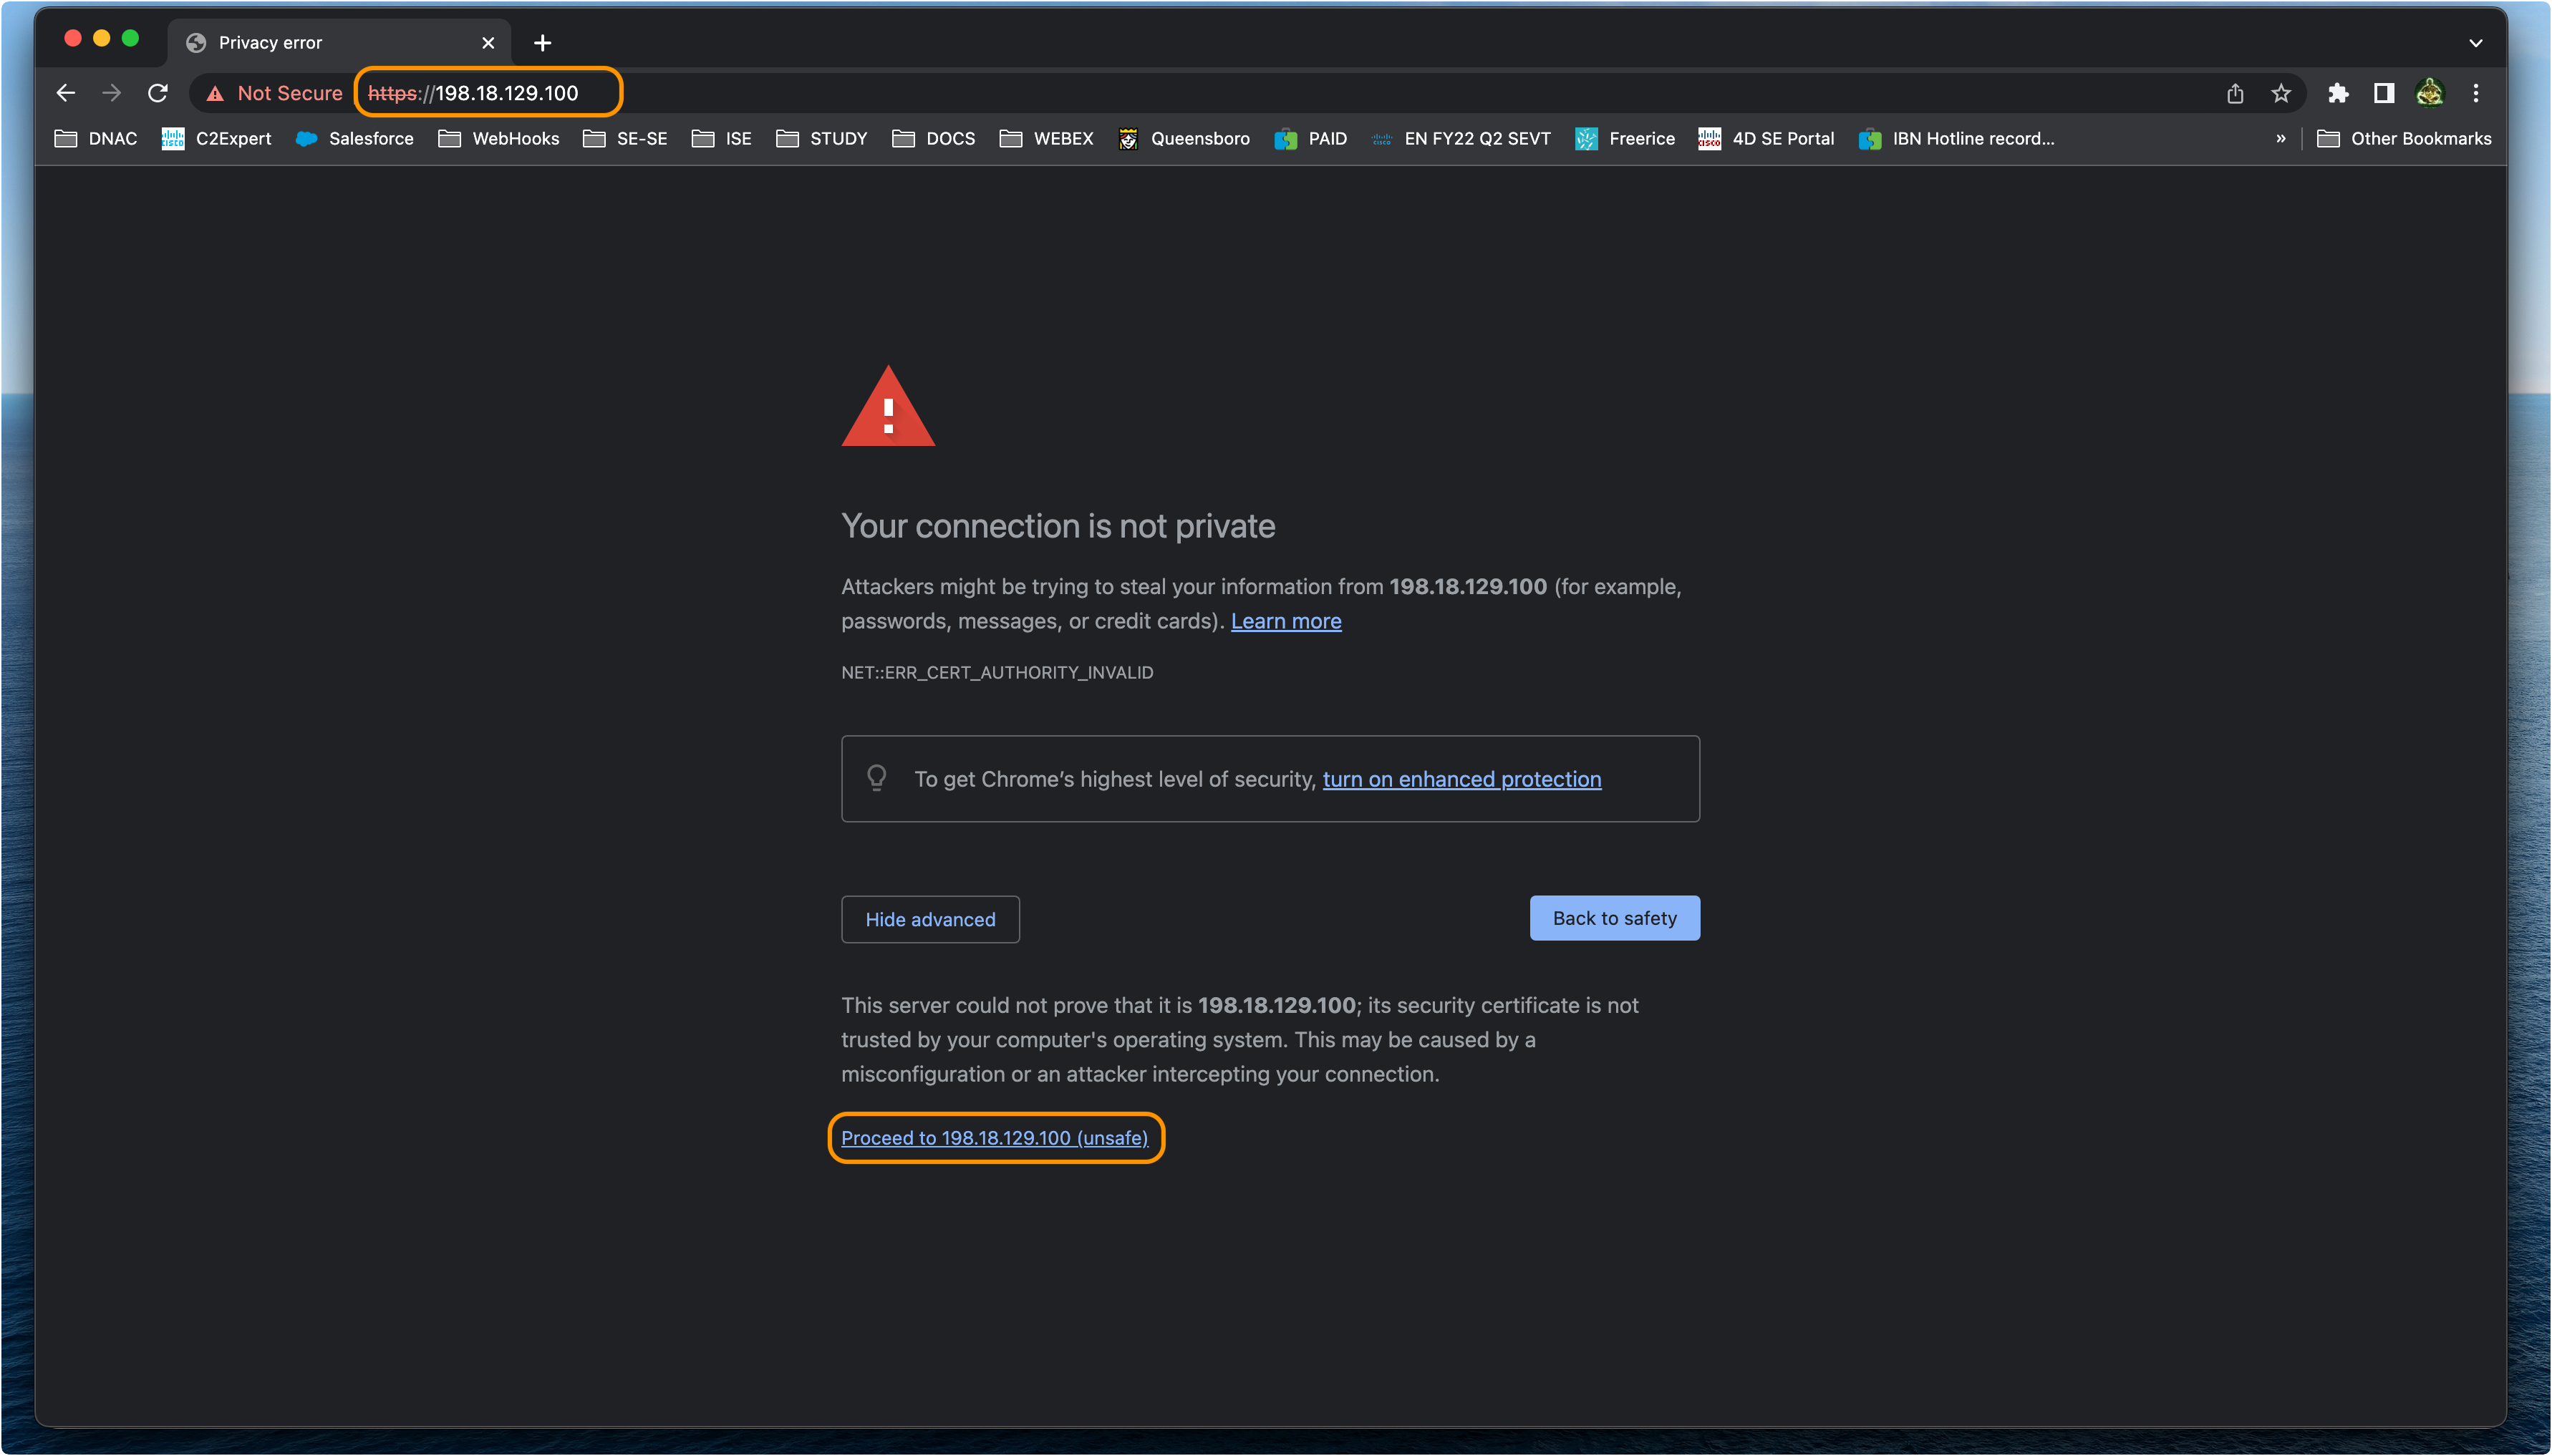 Privacy error
Not Secure https://198.18.129.100
DNAC C2Expert Salesforce WebHooks SE-SE ISE STUDY DOCS WEBEX Queensboro PAID EN FY22 Q2 SEVT Freerice 4D SE Portal IBN Hotline record... » Other Bookmarks
Your connection is not private
Attackers might be trying to steal your information from 198.18.129.100 (for example,
passwords, messages, or credit cards). Learn more
NET::ERR_CERT_AUTHORITY_INVALID
To get Chrome’s highest level of security, turn on enhanced protection
Hide advanced Back to safety
This server could not prove that it is 198.18.129.100; its security certificate is not
trusted by your computer's operating system. This may be caused by a
misconfiguration or an attacker intercepting your connection.
Proceed to 198.18.129.100 (unsafe)